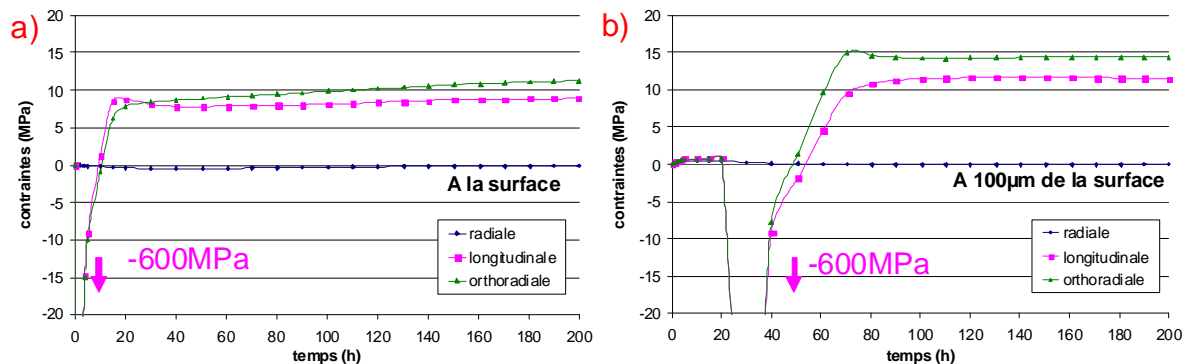 a)
20
15
10
5
0
-5
-10
-15
-20
contraintes (MPa)
A la surface
-600MPa
radiale
longitudinale
orthoradiale
0 20 40 60 80 100 120 140 160 180 200
temps (h)
b)
20
15
10
5
0
-5
-10
-15
-20
contraintes (MPa)
A 100µm de la surface
-600MPa
radiale
longitudinale
orthoradiale
0 20 40 60 80 100 120 140 160 180 200
temps (h)